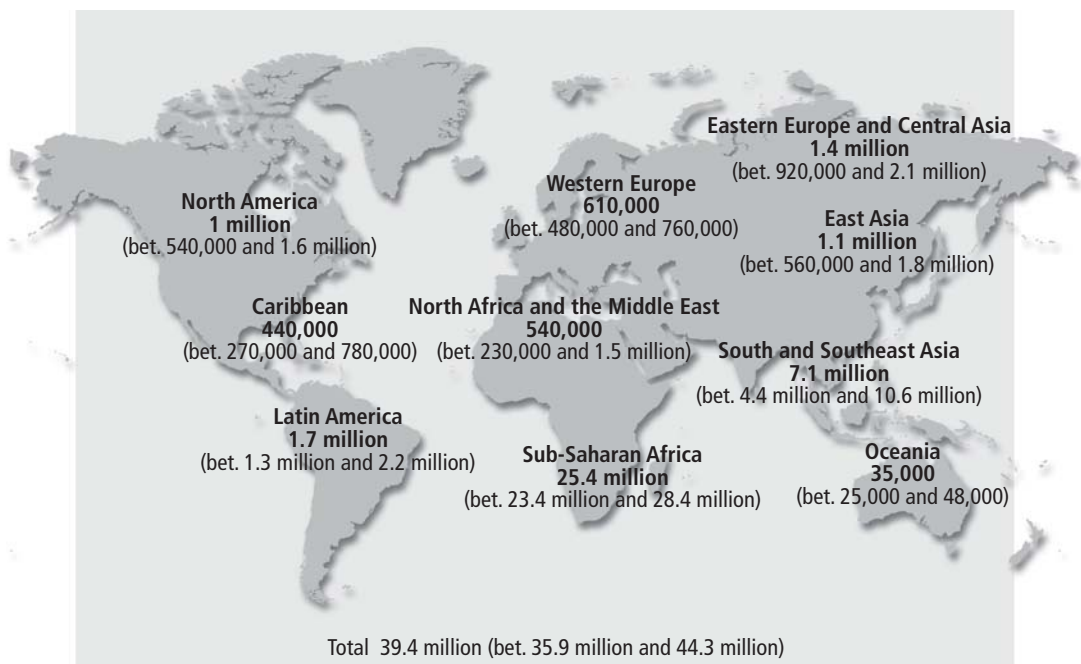 Eastern Europe and Central Asia
1.4 million
(bet. 920,000 and 2.1 million)
Western Europe
610,000
(bet. 480,000 and 760,000)
North America
1 million
(bet. 540,000 and 1.6 million)
East Asia
1.1 million
(bet. 560,000 and 1.8 million)
Caribbean
440,000
(bet. 270,000 and 780,000)
North Africa and the Middle East
540,000
(bet. 230,000 and 1.5 million)
South and Southeast Asia
7.1 million
(bet. 4.4 million and 10.6 million)
Latin America
1.7 million
(bet. 1.3 million and 2.2 million)
Sub-Saharan Africa
25.4 million
(bet. 23.4 million and 28.4 million)
Oceania
35,000
(bet. 25,000 and 48,000)
Total 39.4 million (bet. 35.9 million and 44.3 million)